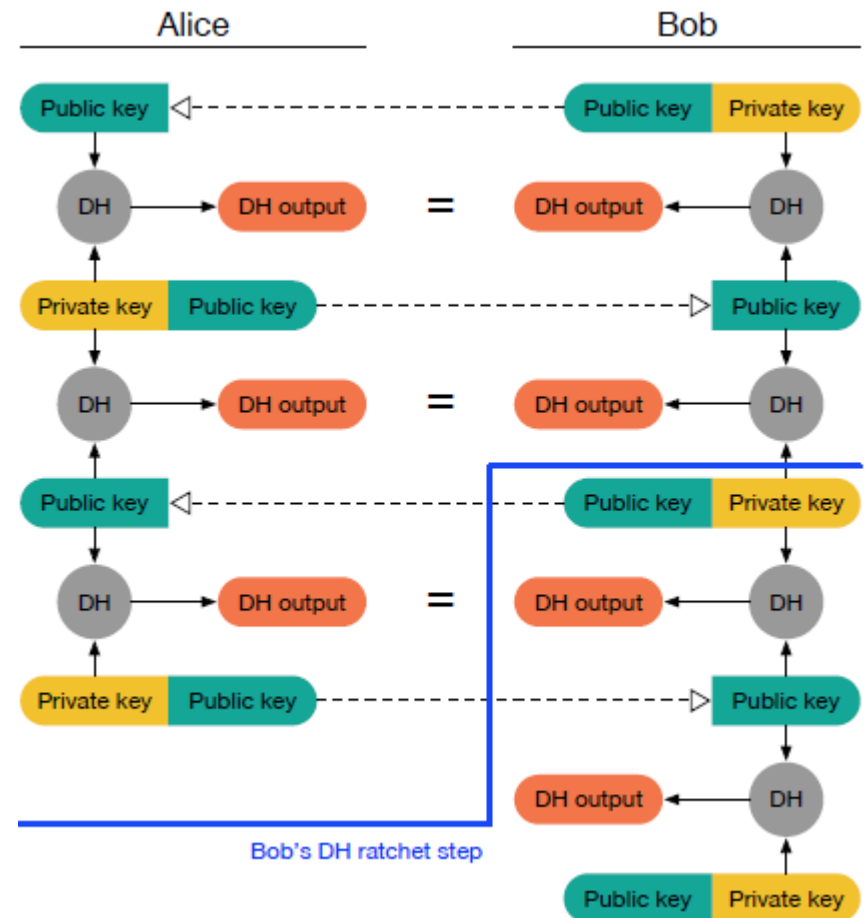 Alice Bob
Public key Public key Private key
DH DH output = DH output DH
Private key Public key Public key
DH DH output = DH output DH
Public key Public key Private key
DH DH output = DH output DH
Private key Public key Public key
DH output DH
Bob's DH ratchet step
Public key Private key